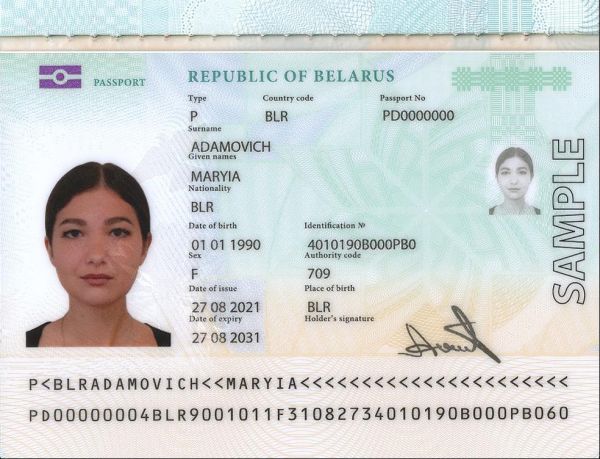 PASSPORT
REPUBLIC OF BELARUS
Type Country code Passport No
P BLR PD0000000
Surname
ADAMOVICH
Given names
MARYIA
Nationality
BLR
Date of birth Identification №
01 01 1990 4010190B000PB0
Sex Authority code
F 709
Date of issue Place of birth
27 08 2021 BLR
Date of expiry Holder's signature
27 08 2031
SAMPLE
P<BLRADAMOVICH<<MARYIA<<<<<<<<<<<<<<<<<<<<<<
PD00000004BLR9001011F31082734010190B000PB060